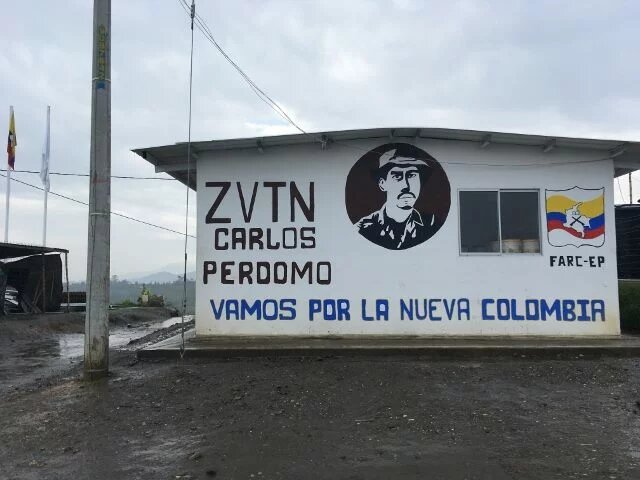 ZVTN
CARLOS
PERDOMO
FARC-EP
VAMOS POR LA NUEVA COLOMBIA